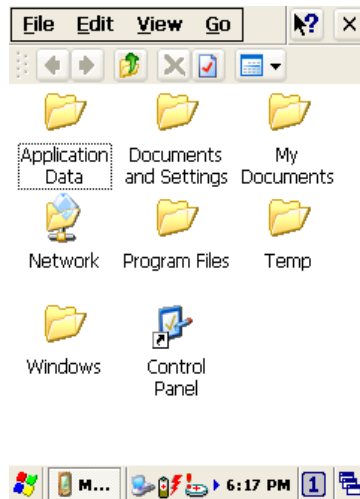 File Edit View Go
Application Data
Documents and Settings
My Documents
Network
Program Files
Temp
Windows
Control Panel
M... 6:17 PM 1